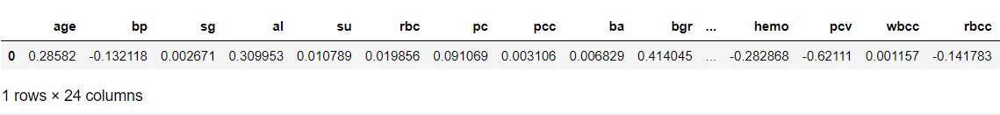 age bp sg al su rbc pc pcc ba bgr ... hemo pcv wbcc rbcc
0 0.28582 -0.132118 0.002671 0.309953 0.010789 0.019856 0.091069 0.003106 0.006829 0.414045 ... -0.282868 -0.62111 0.001157 -0.141783
1 rows × 24 columns